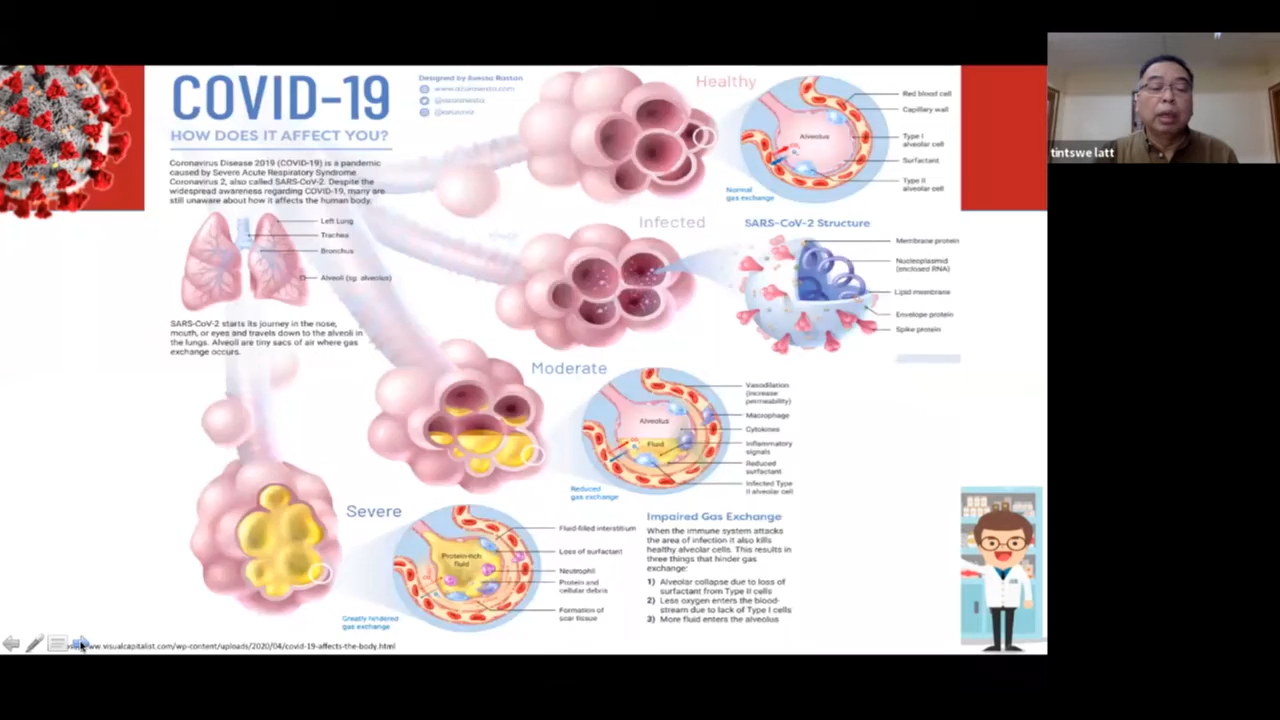 COVID-19
HOW DOES IT AFFECT YOU?
Designed by Avesta Rastan
Coronavirus Disease 2019 (COVID-19) is a pandemic
caused by Severe Acute Respiratory Syndrome
Coronavirus 2, also called SARS-CoV-2. Despite the
widespread awareness regarding COVID-19, many are
still unaware about how it affects the human body.
Left Lung
Trachea
Bronchus
Alveoli (sg. alveolus)
SARS-CoV-2 starts its journey in the nose,
mouth, or eyes and travels down to the alveoli in
the lungs. Alveoli are tiny sacs of air where gas
exchange occurs.
Healthy
Alveolus
Red blood cell
Capillary wall
Type I
alveolar cell
Surfactant
Type II
alveolar cell
Normal
gas exchange
Infected
SARS-CoV-2 Structure
Membrane protein
(enclosed RNA)
Lipid membrane
Envelope protein
Spike protein
Moderate
Alveolus
Fluid
Vasodilation
(increase
permeability)
Macrophage
Cytokines
Inflammatory
signals
Reduced
surfactant
Infected Type
II alveolar cell
Reduced
gas exchange
Severe
Protein-rich
fluid
Fluid-filled interstitium
Loss of surfactant
Neutrophil
Protein and
cellular debris
Formation of
scar tissue
Greatly hindered
gas exchange
Impaired Gas Exchange
When the immune system attacks
the area of infection it also kills
healthy alveolar cells. This results in
three things that hinder gas
exchange:
1) Alveolar collapse due to loss of
surfactant from Type II cells
2) Less oxygen enters the blood-
stream due to lack of Type I cells
3) More fluid enters the alveolus
ww.visualcapitalist.com/wp-content/uploads/2020/04/covid-19-affects-the-body.html
tintswe latt